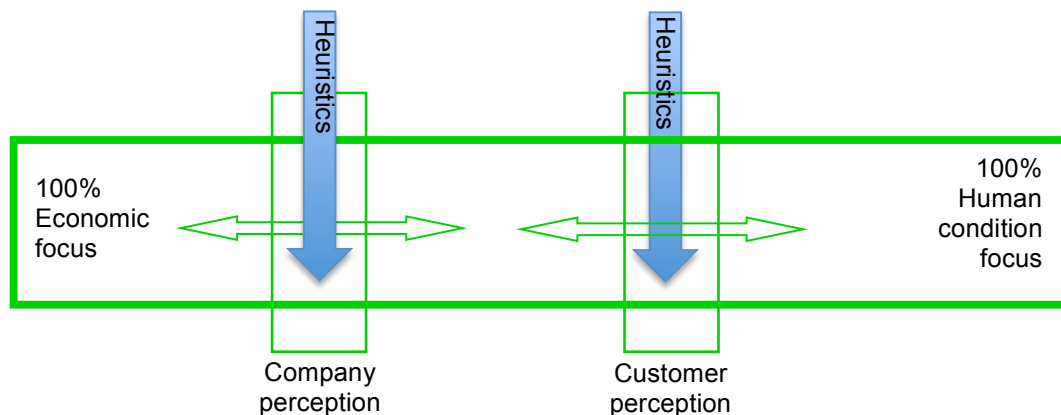 Heuristics
Heuristics
100%
Economic
focus
100%
Human
condition
focus
Company
perception
Customer
perception